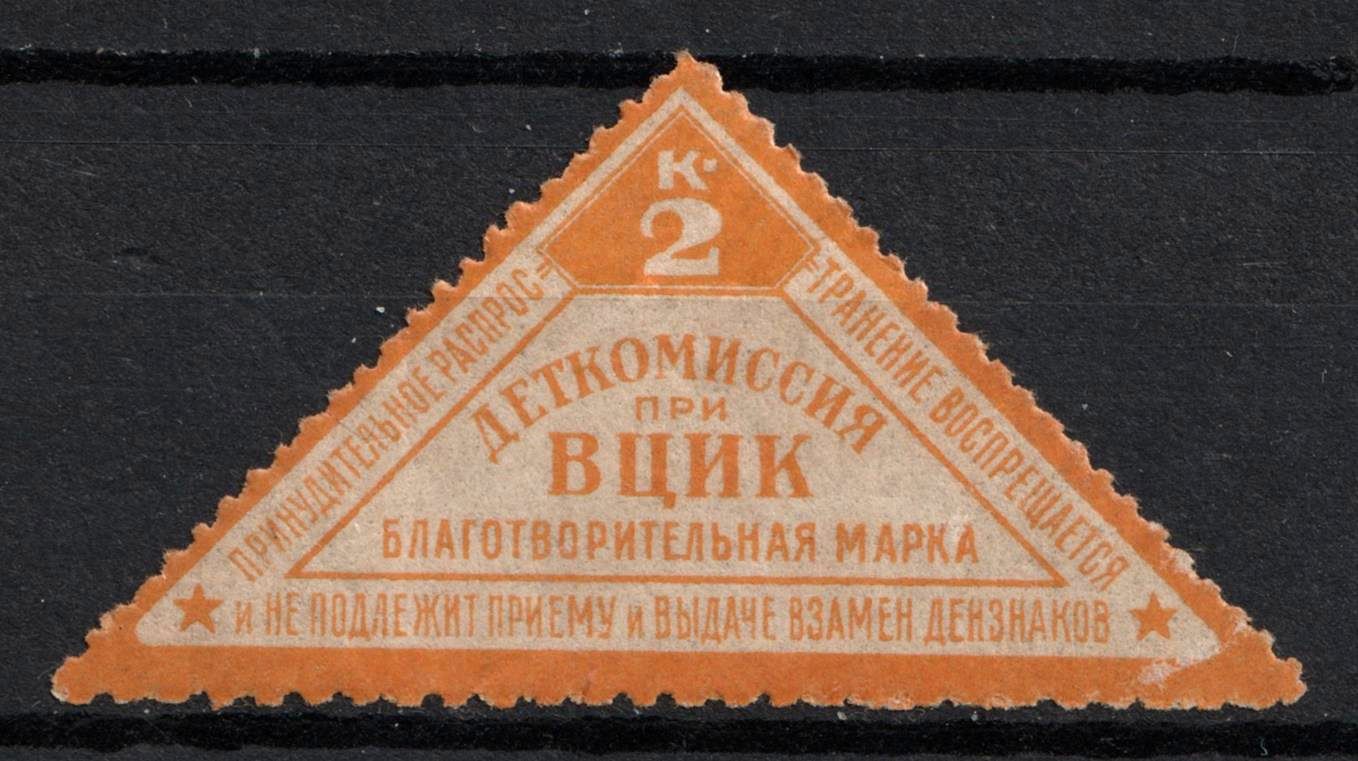 К.
2
ПРИНУДИТЕЛЬНОЕ РАСПРОС=
=ТРАНЕНИЕ ВОСПРЕЩАЕТСЯ
ДЕТКОМИССИЯ
ПРИ
ВЦИК
БЛАГОТВОРИТЕЛЬНАЯ МАРКА
★ и НЕ ПОДЛЕЖИТ ПРИЕМУ и ВЫДАЧЕ ВЗАМЕН ДЕНЗНАКОВ ★